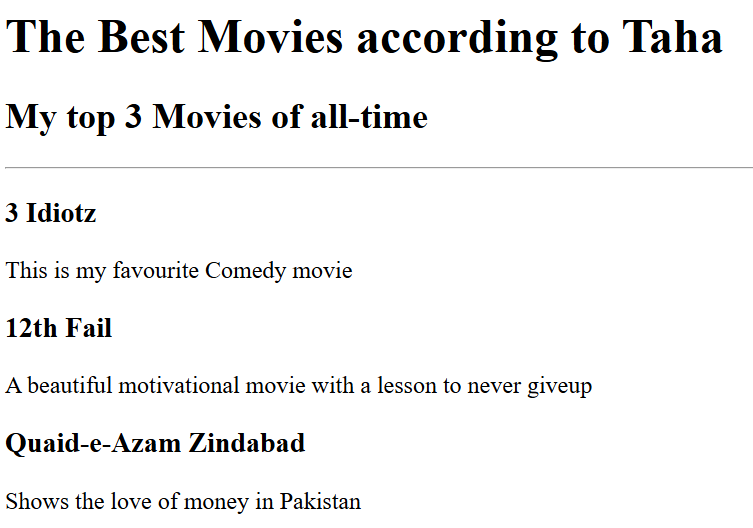 The Best Movies according to Taha
My top 3 Movies of all-time
3 Idiotz
This is my favourite Comedy movie
12th Fail
A beautiful motivational movie with a lesson to never giveup
Quaid-e-Azam Zindabad
Shows the love of money in Pakistan